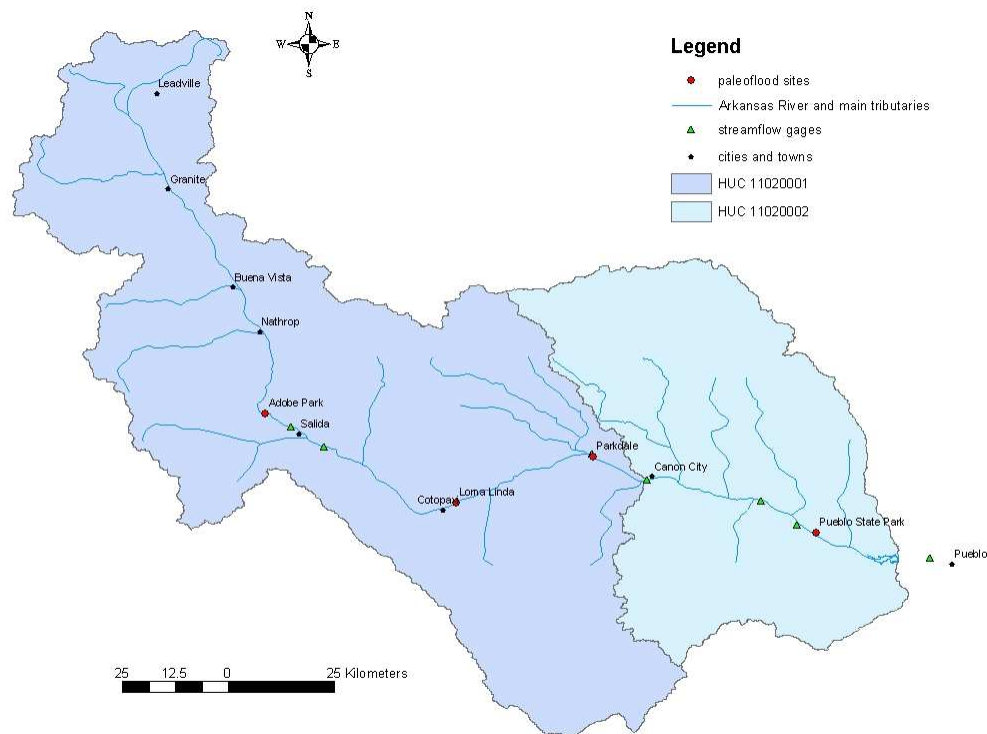 N
W E
S
Legend
paleoflood sites
Arkansas River and main tributaries
streamflow gages
cities and towns
HUC 11020001
HUC 11020002
Leadville
Granite
Buena Vista
Nathrop
Adobe Park
Salida
Parkdale
Canon City
Cotopax
Loma Linda
Pueblo State Park
Pueblo
25 12.5 0 25 Kilometers